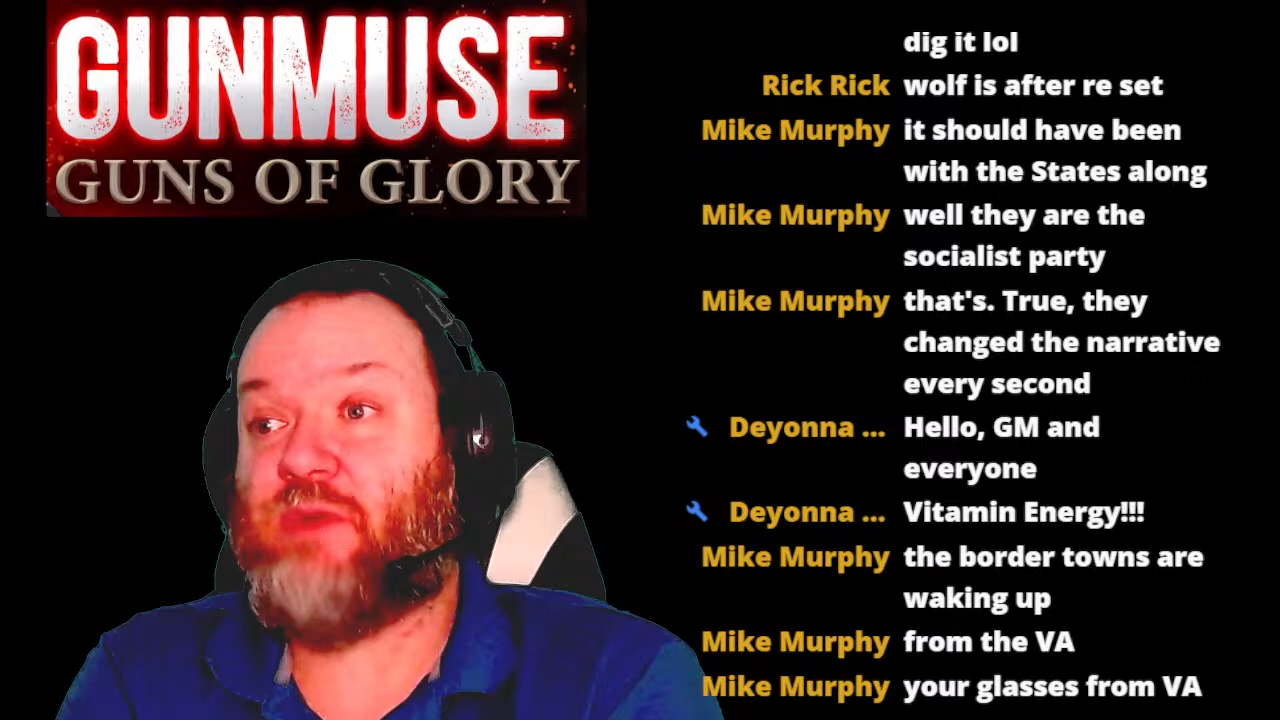 GUNMUSE
GUNS OF GLORY
dig it lol
Rick Rick wolf is after re set
Mike Murphy it should have been
with the States along
Mike Murphy well they are the
socialist party
Mike Murphy that's. True, they
changed the narrative
every second
Deyonna ... Hello, GM and
everyone
Deyonna ... Vitamin Energy!!!
Mike Murphy the border towns are
waking up
Mike Murphy from the VA
Mike Murphy your glasses from VA